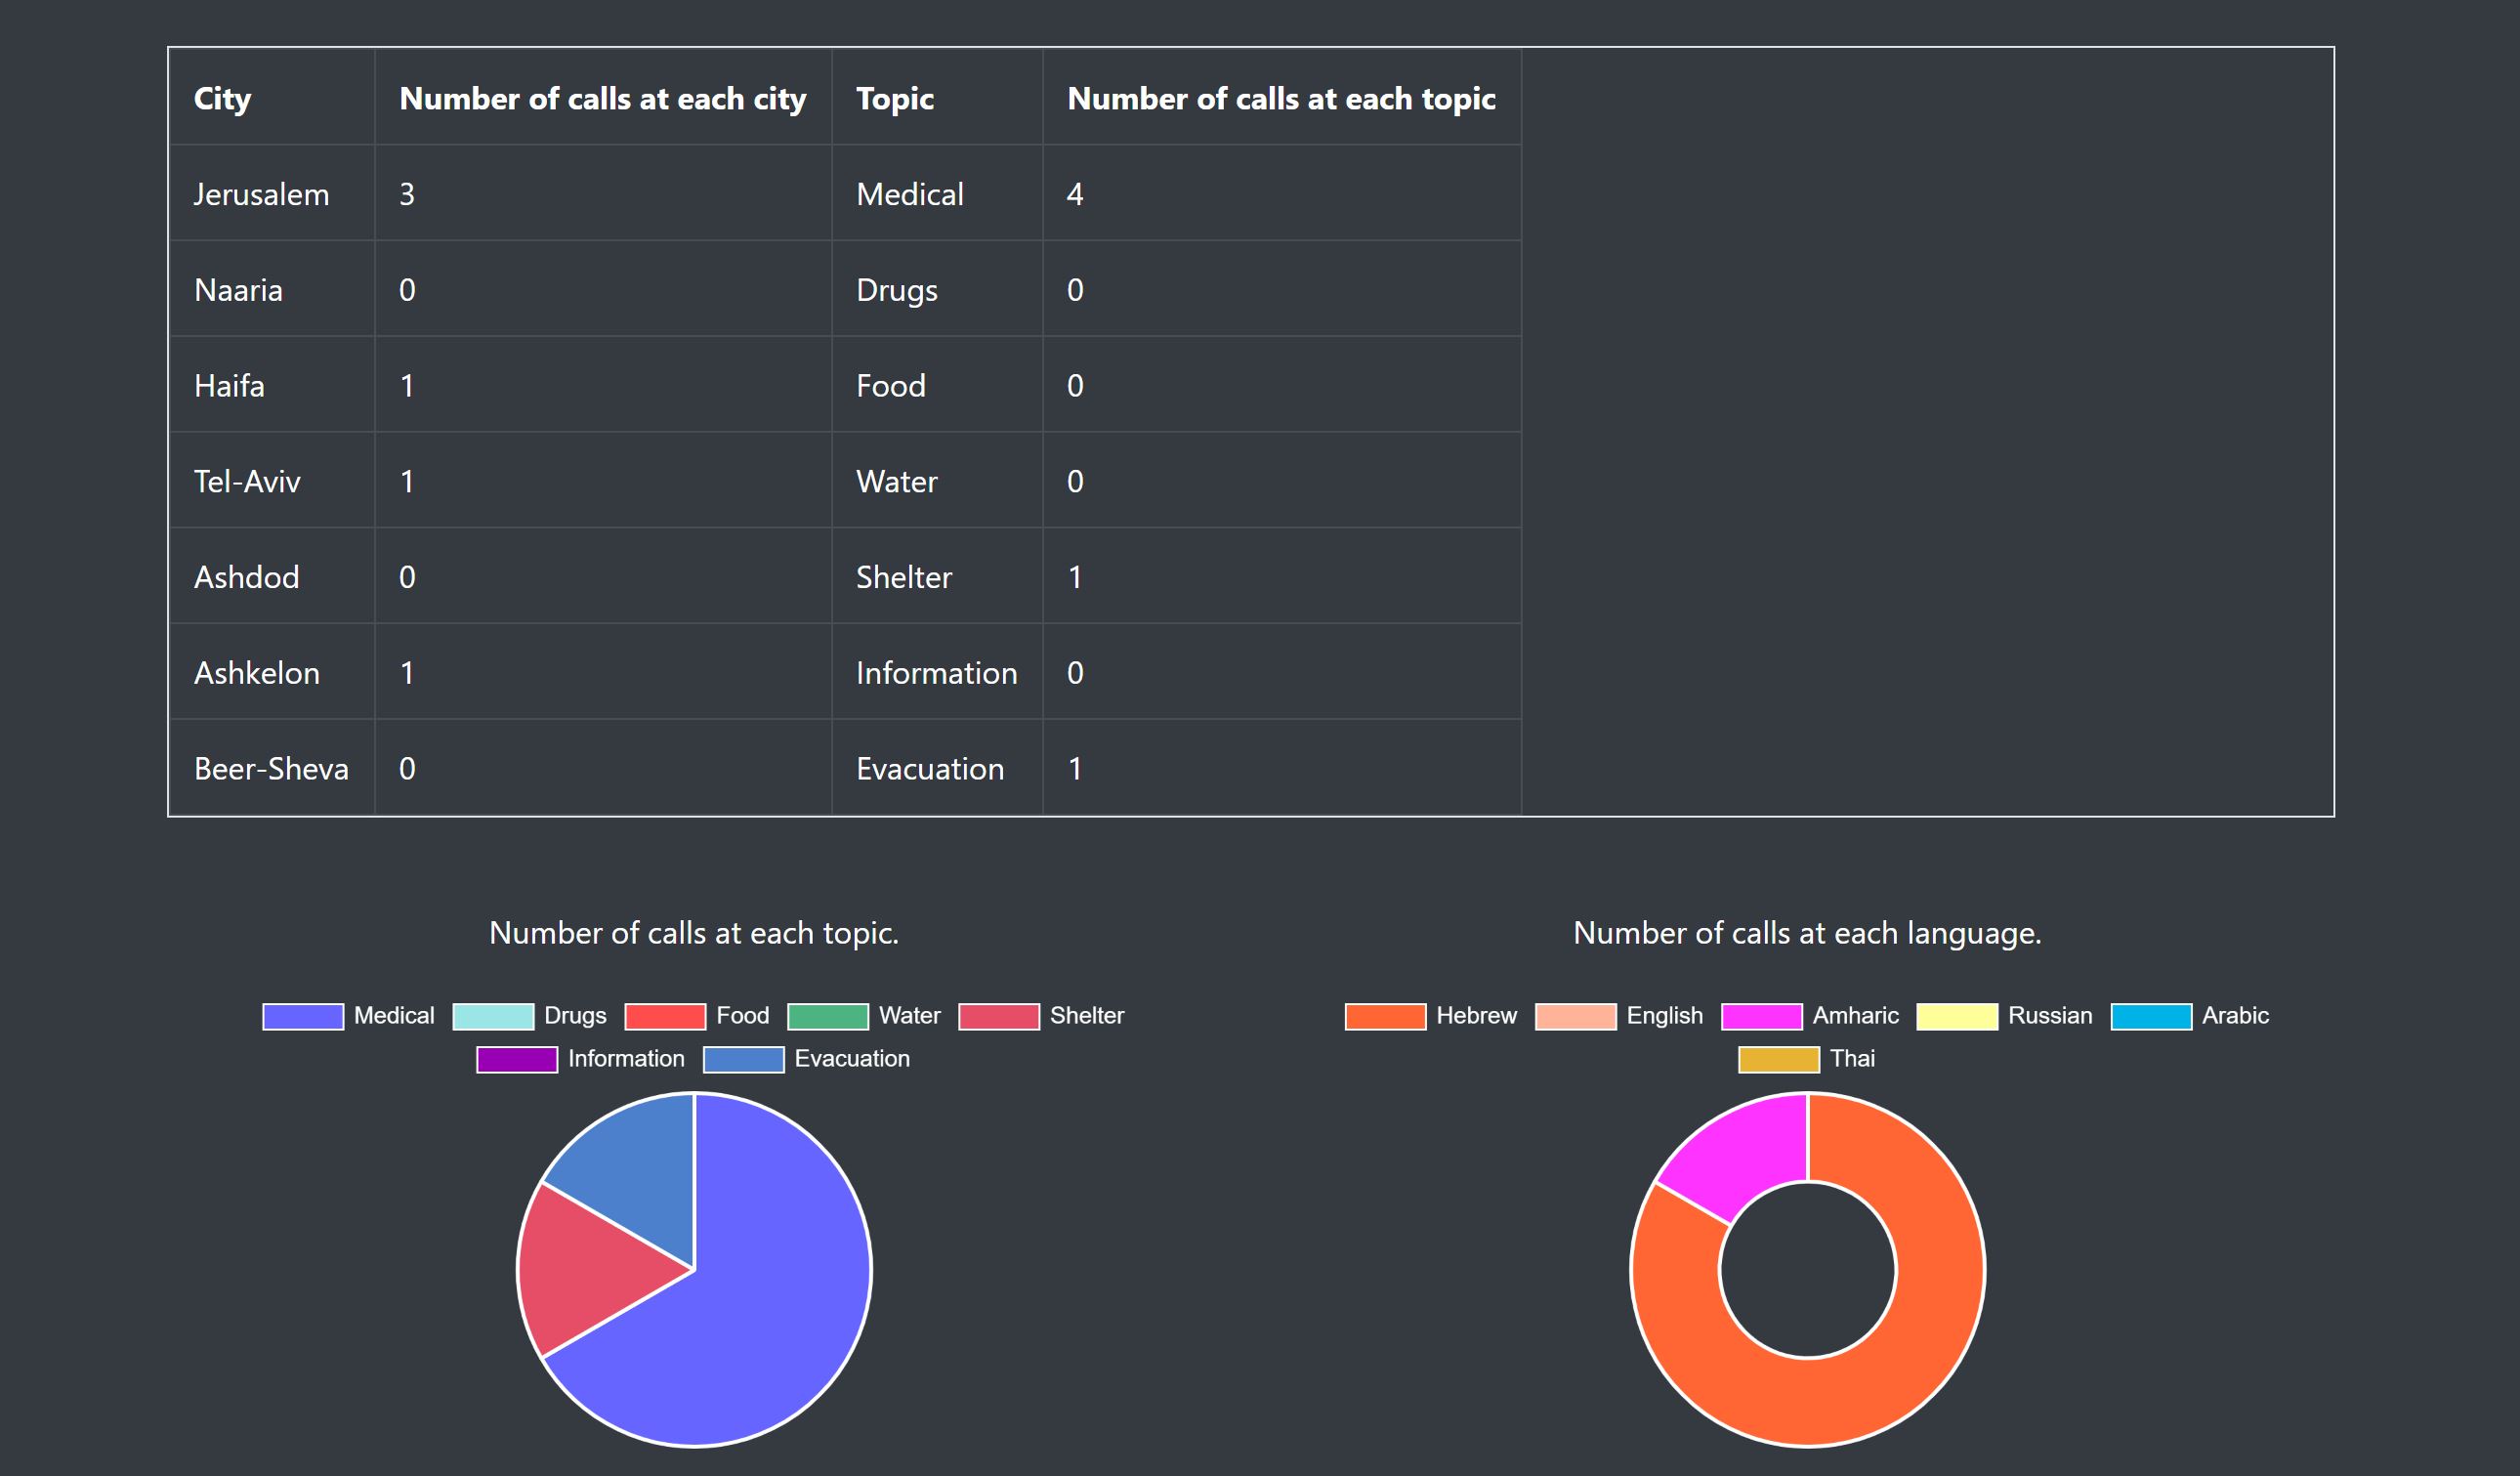 City Number of calls at each city Topic Number of calls at each topic
Jerusalem 3 Medical 4
Naaria 0 Drugs 0
Haifa 1 Food 0
Tel-Aviv 1 Water 0
Ashdod 0 Shelter 1
Ashkelon 1 Information 0
Beer-Sheva 0 Evacuation 1
Number of calls at each topic.
Medical Drugs Food Water Shelter
Information Evacuation
Number of calls at each language.
Hebrew English Amharic Russian Arabic
Thai